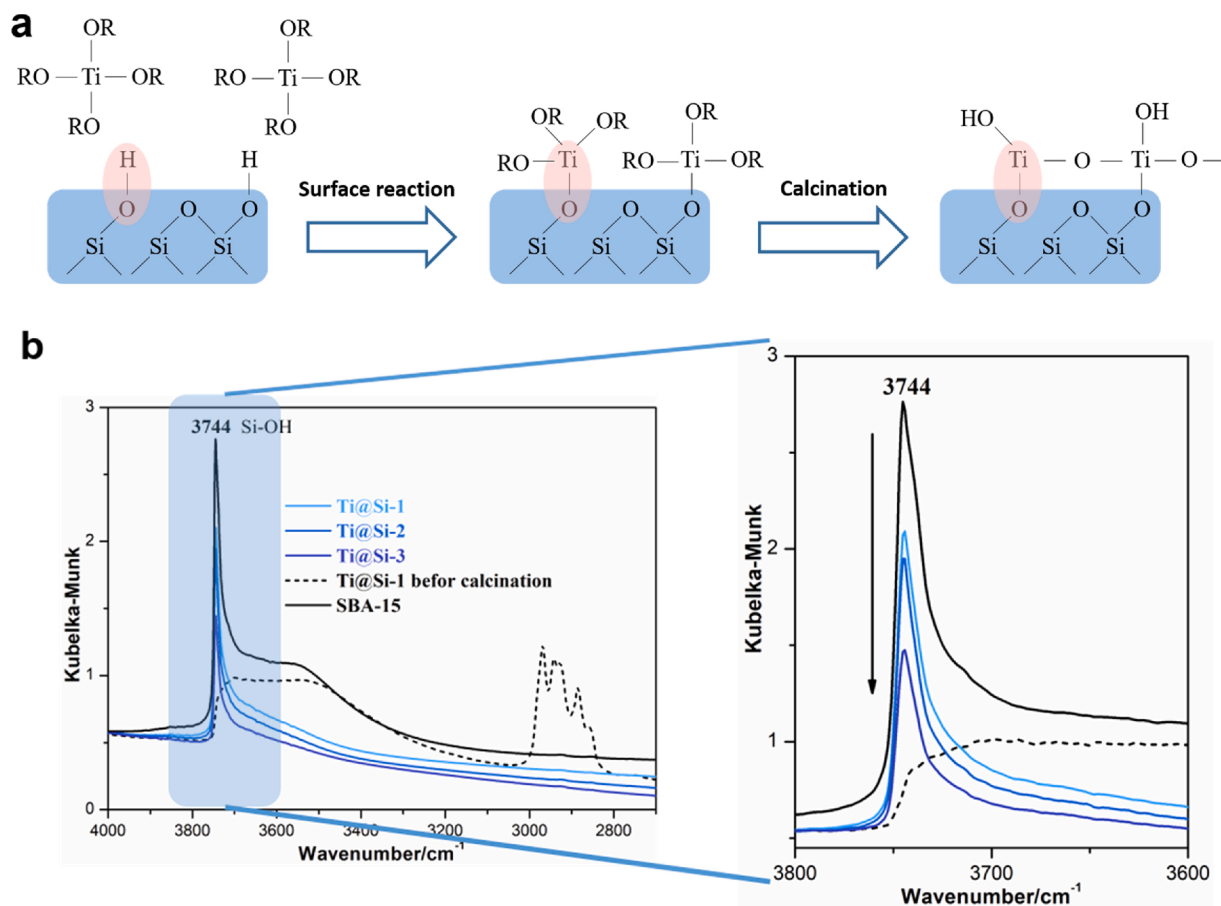 a
OR OR
RO Ti OR RO Ti OR
RO RO
H H
O O O
Si Si Si
Surface reaction
OR OR OR
RO Ti RO Ti OR
O O O
Si Si Si
Calcination
HO OH
Ti O Ti O
O O O
Si Si Si
b
3
2
1
0
Kubelka-Munk
3744 Si-OH
Ti@Si-1
Ti@Si-2
Ti@Si-3
Ti@Si-1 befor calcination
SBA-15
4000 3800 3600 3400 3200 3000 2800
Wavenumber/cm-1
3
2
1
Kubelka-Munk
3744
3800 3700 3600
Wavenumber/cm-1